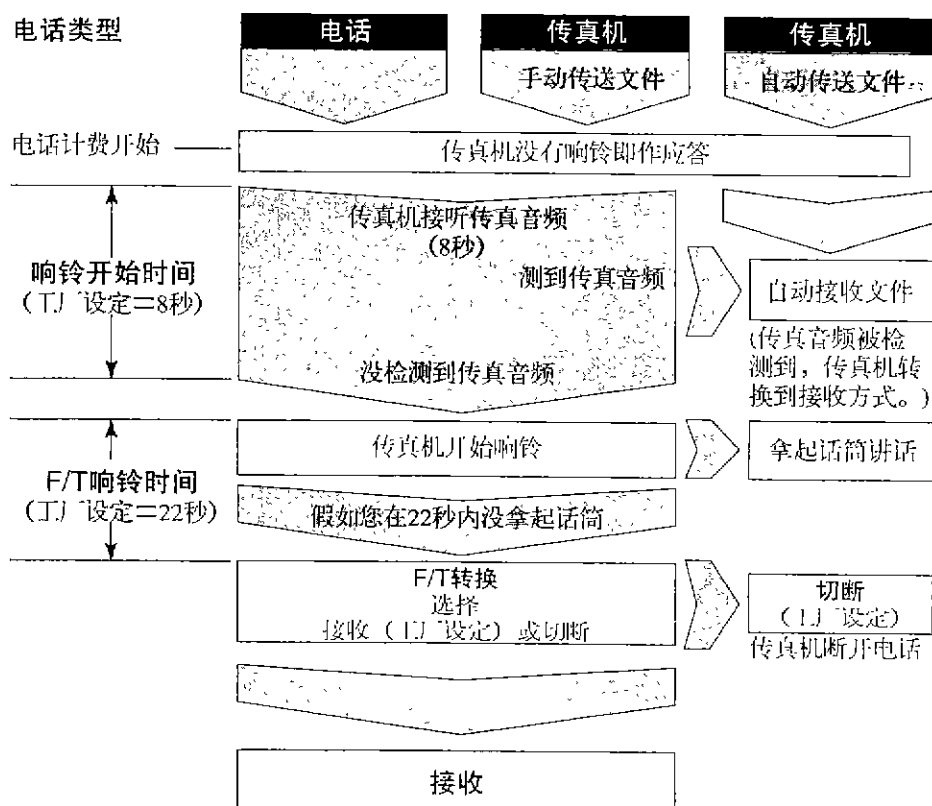 电话类型
电话
传真机
传真机
手动传送文件
自动传送文件
电话计费开始
传真机没有响铃即作应答
传真机接听传真音频
(8秒)
响铃开始时间
(工厂设定=8秒)
测到传真音频
自动接收文件
(传真音频被检
测到，传真机转
换到接收方式。)
没检测到传真音频
传真机开始响铃
拿起话筒讲话
F/T响铃时间
(工厂设定=22秒)
假如您在22秒内没拿起话筒
F/T转换
选择
接收（工厂设定）或切断
切断
（工厂设定）
传真机断开电话
接收